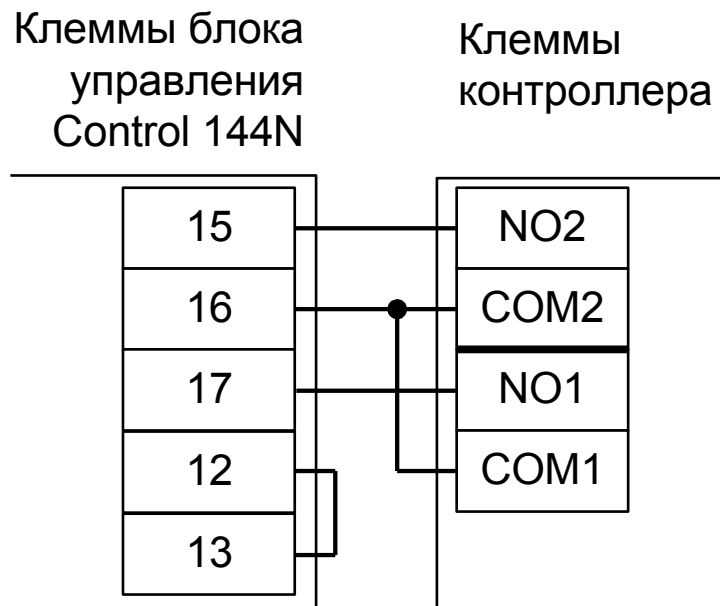 Клеммы блока
управления
Control 144N
Клеммы
контроллера
15
16
17
12
13
NO2
COM2
NO1
COM1